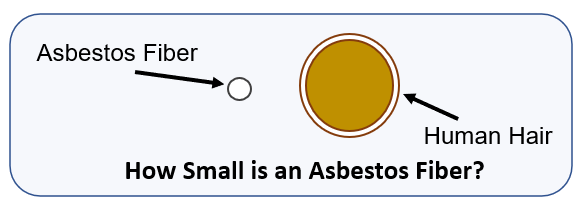 Asbestos Fiber
Human Hair
How Small is an Asbestos Fiber?